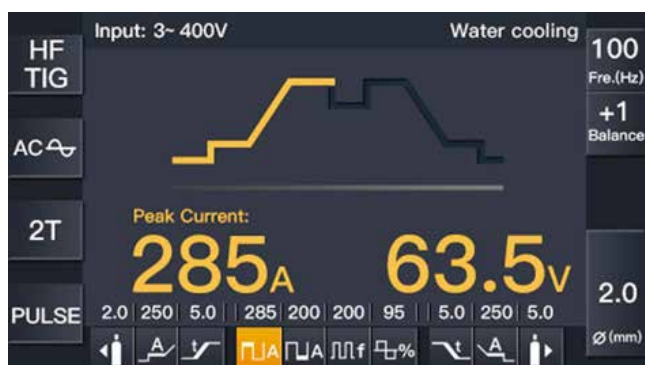 Input: 3~ 400V Water cooling
HF
TIG
100
Fre.(Hz)
+1
Balance
AC
2T
Peak Current:
285A 63.5V
PULSE
2.0 250 5.0 285 200 200 95 5.0 250 5.0
A t A A f % t A
2.0
ø(mm)